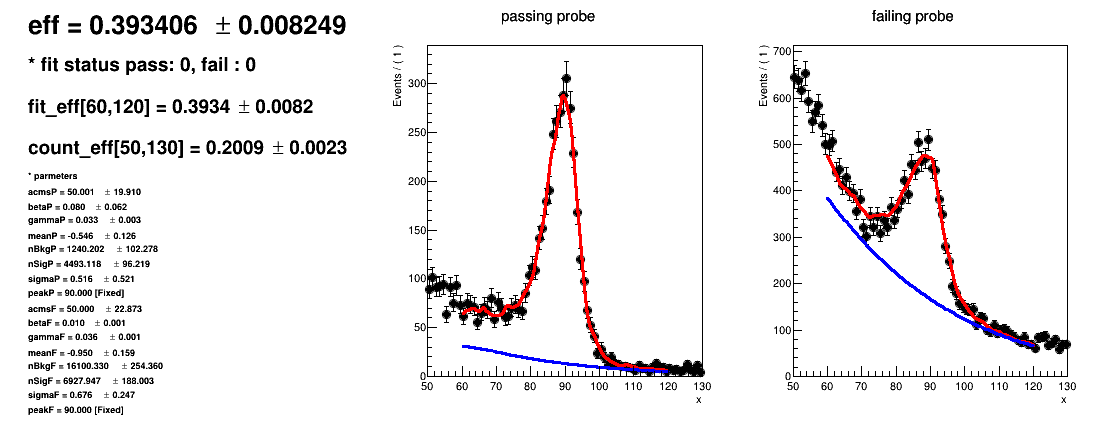 eff = 0.393406 ± 0.008249
* fit status pass: 0, fail : 0
fit_eff[60,120] = 0.3934 ± 0.0082
count_eff[50,130] = 0.2009 ± 0.0023
* parmeters
acmsP = 50.001 ± 19.910
betaP = 0.080 ± 0.062
gammaP = 0.033 ± 0.003
meanP = -0.546 ± 0.126
nBkgP = 1240.202 ± 102.278
nSigP = 4493.118 ± 96.219
sigmaP = 0.516 ± 0.521
peakP = 90.000 [Fixed]
acmsF = 50.000 ± 22.873
betaF = 0.010 ± 0.001
gammaF = 0.036 ± 0.001
meanF = -0.950 ± 0.159
nBkgF = 16100.330 ± 254.360
nSigF = 6927.947 ± 188.003
sigmaF = 0.676 ± 0.247
peakF = 90.000 [Fixed]
passing probe
Events / ( 1 )
300
250
200
150
100
50
0
50 60 70 80 90 100 110 120 130
x
failing probe
Events / ( 1 )
700
600
500
400
300
200
100
0
50 60 70 80 90 100 110 120 130
x